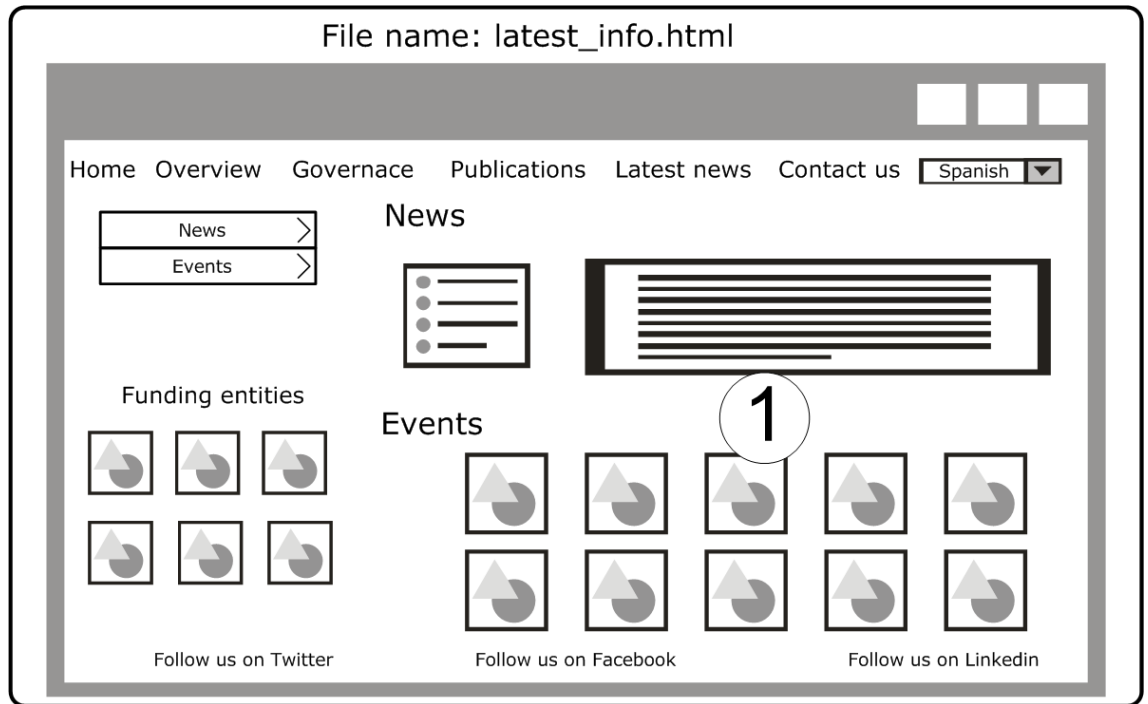 File name: latest_info.html
Home Overview Governace Publications Latest news Contact us Spanish
News
Events
News
Funding entities
Events
1
Follow us on Twitter Follow us on Facebook Follow us on Linkedin